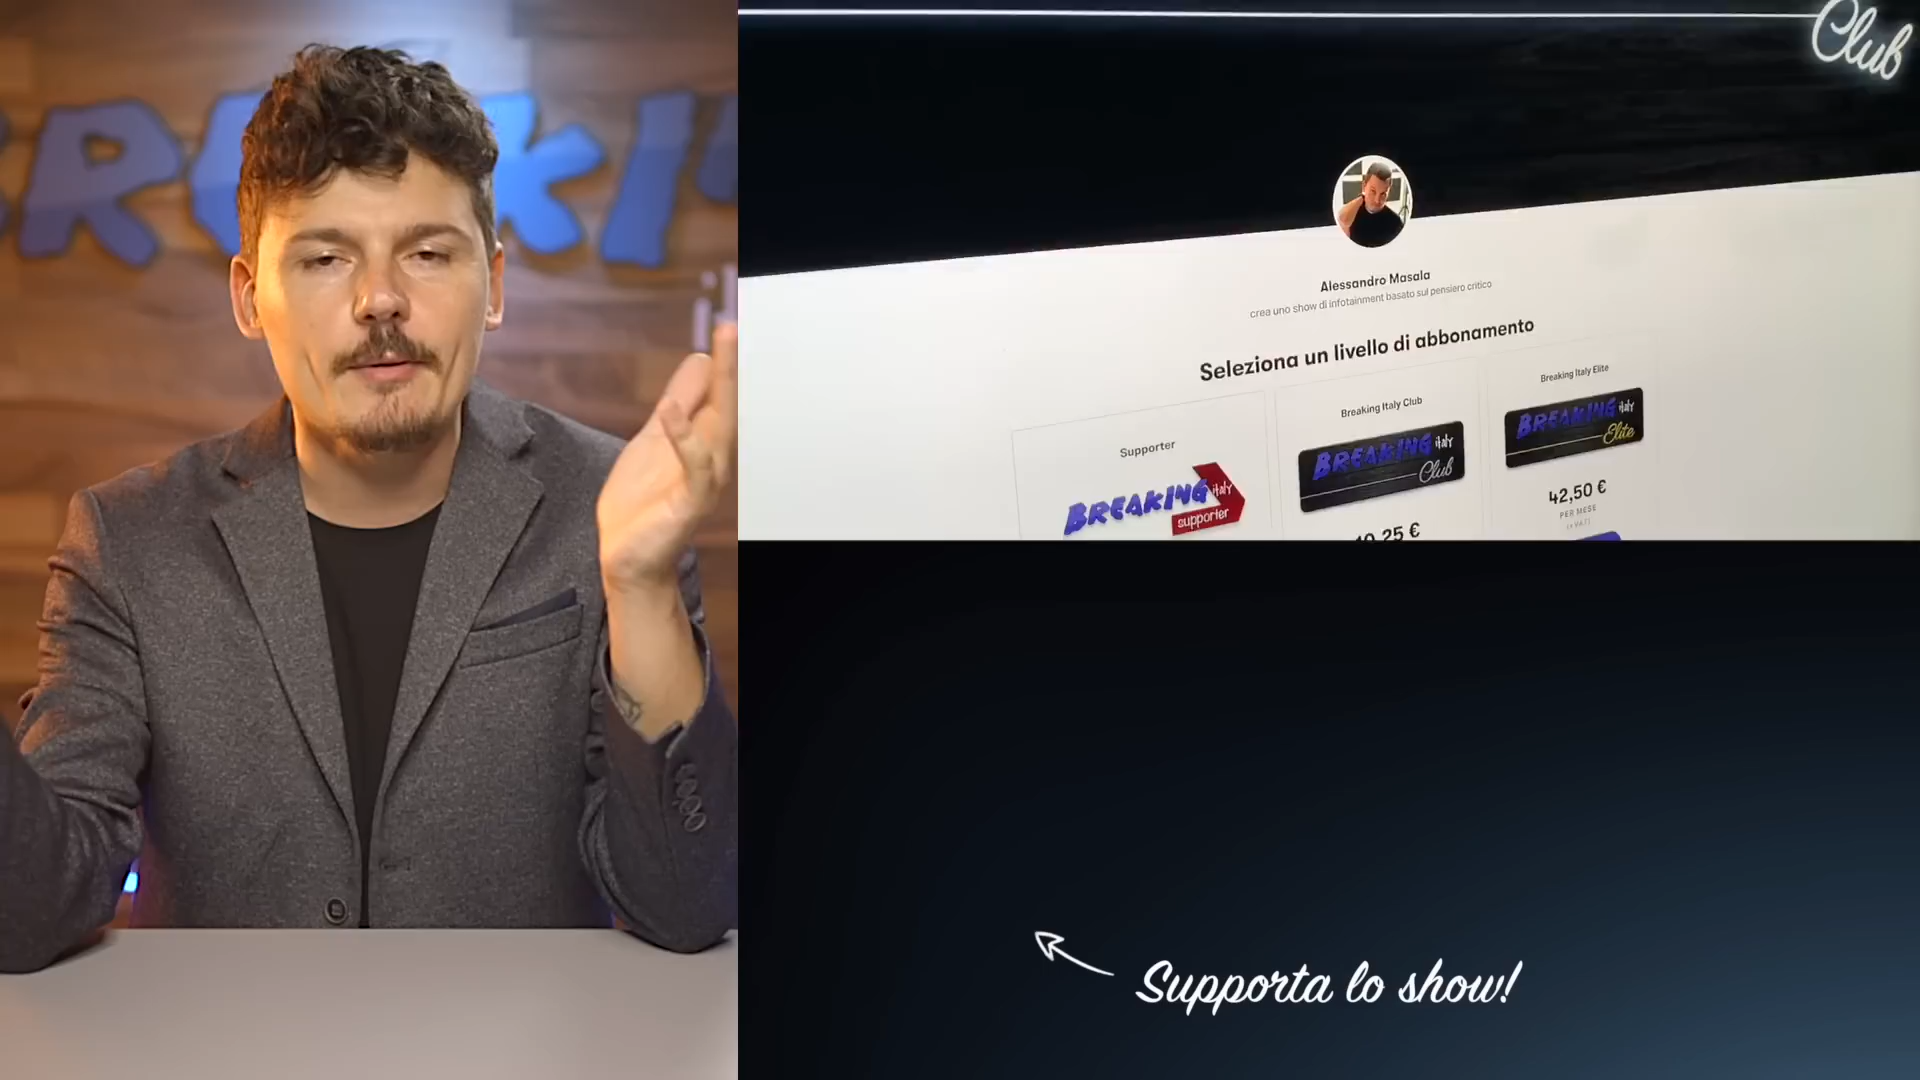 BREAKI
Club
Alessandro Masala
crea uno show di infotainment basato sul pensiero critico
Seleziona un livello di abbonamento
Supporter
BREAKING italy
supporter
Breaking Italy Club
BREAKING italy
Club
Breaking Italy Elite
BREAKING italy
Elite
42,50 €
PER MESE
Supporta lo show!